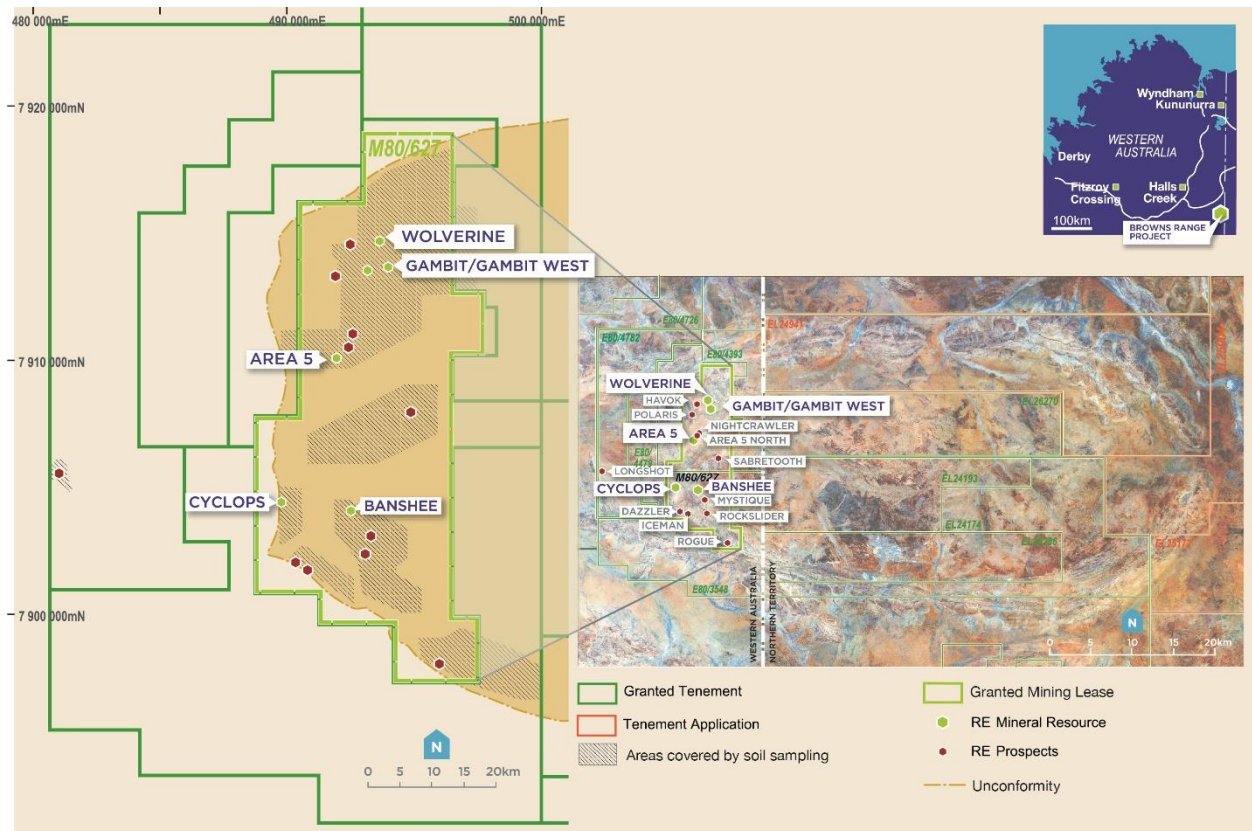 480 000mE
490 000mE
500 000mE
7 920 000mN
7 910 000mN
7 900 000mN
M80/627
WOLVERINE
GAMBIT/GAMBIT WEST
AREA 5
CYCLOPS
BANSHEE
N
0 5 10 20km
Wyndham
Kununurra
WESTERN
AUSTRALIA
Derby
Fitzroy
Crossing
Halls
Creek
100km
BROWNS RANGE
PROJECT
E80/4726
E80/4782
E80/4393
EL24941
WOLVERINE
HAVOK
GAMBIT/GAMBIT WEST
EL26270
POLARIS
NIGHTCRAWLER
AREA 5
AREA 5 NORTH
E80/
4479
SABRETOOTH
LONGSHOT
M80/627
EL24193
CYCLOPS
BANSHEE
MYSTIQUE
DAZZLER
ROCKSLIDER
EL24174
ICEMAN
ROGUE
E80/3548
WESTERN AUSTRALIA
NORTHERN TERRITORY
N
0 5 10 15 20km
Granted Tenement
Tenement Application
Areas covered by soil sampling
Granted Mining Lease
RE Mineral Resource
RE Prospects
Unconformity